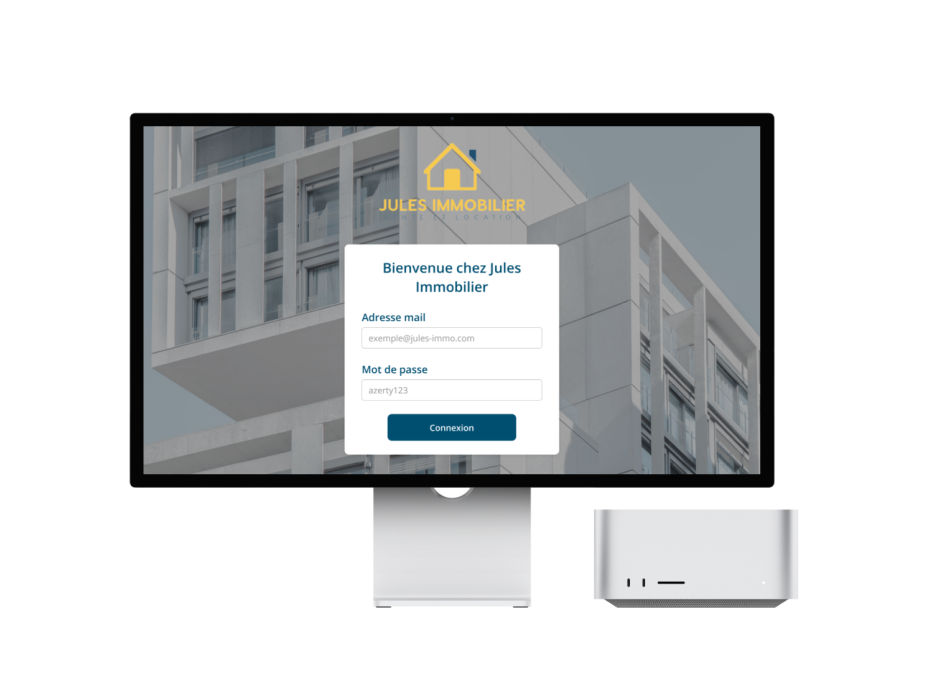 JULES IMMOBILIER
DE LOCATION
Bienvenue chez Jules
Immobilier
Adresse mail
exemple@jules-immo.com
Mot de passe
azerty123
Connexion